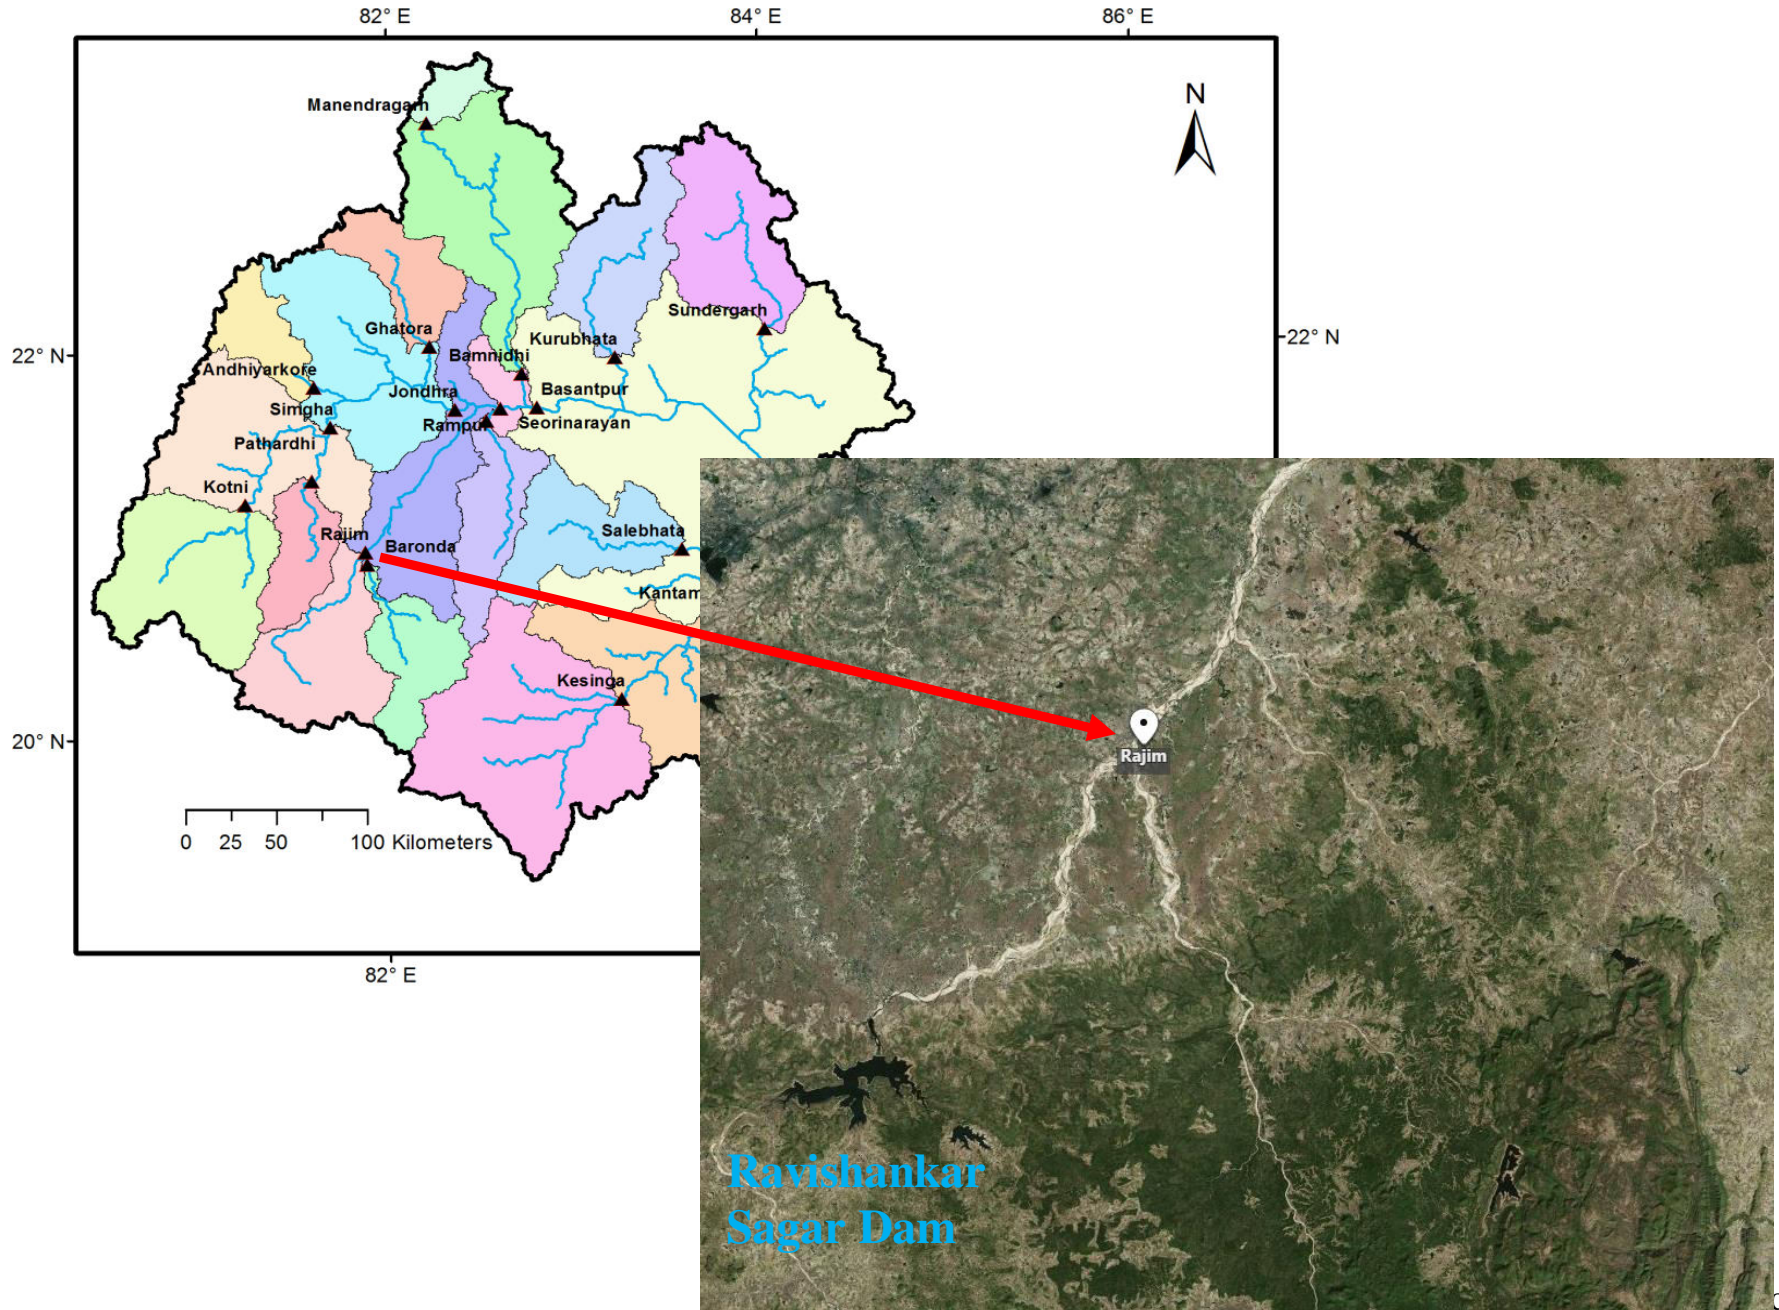 82° E
84° E
86° E
N
Manendragarh
Sundergarh
Ghatora
Kurubhata
22° N
22° N
Bamnidhi
Andhiyarkore
Jondhra
Basantpur
Simgha
Rampur
Seorinarayan
Pathardhi
Kotni
Rajim
Salebhata
Baronda
Kantam
Kesinga
20° N
Rajim
0 25 50 100 Kilometers
82° E
Ravishankar
Sagar Dam